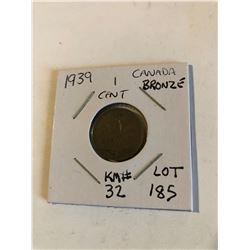 1939 1 CANADA
CENT BRONZE
KM# LOT
32 185